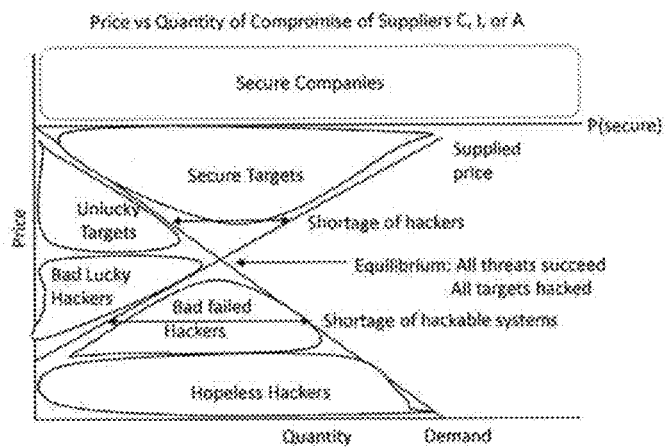 Price vs Quantity of Compromise of Suppliers C, I, or A
Secure Companies
P(secure)
Secure Targets
Supplied
price
Unlucky
Targets
Shortage of hackers
Price
Bad Lucky
Hackers
Equilibrium: All threats succeed
All targets hacked
Bad failed
Hackers
Shortage of hackable systems
Hopeless Hackers
Quantity
Demand